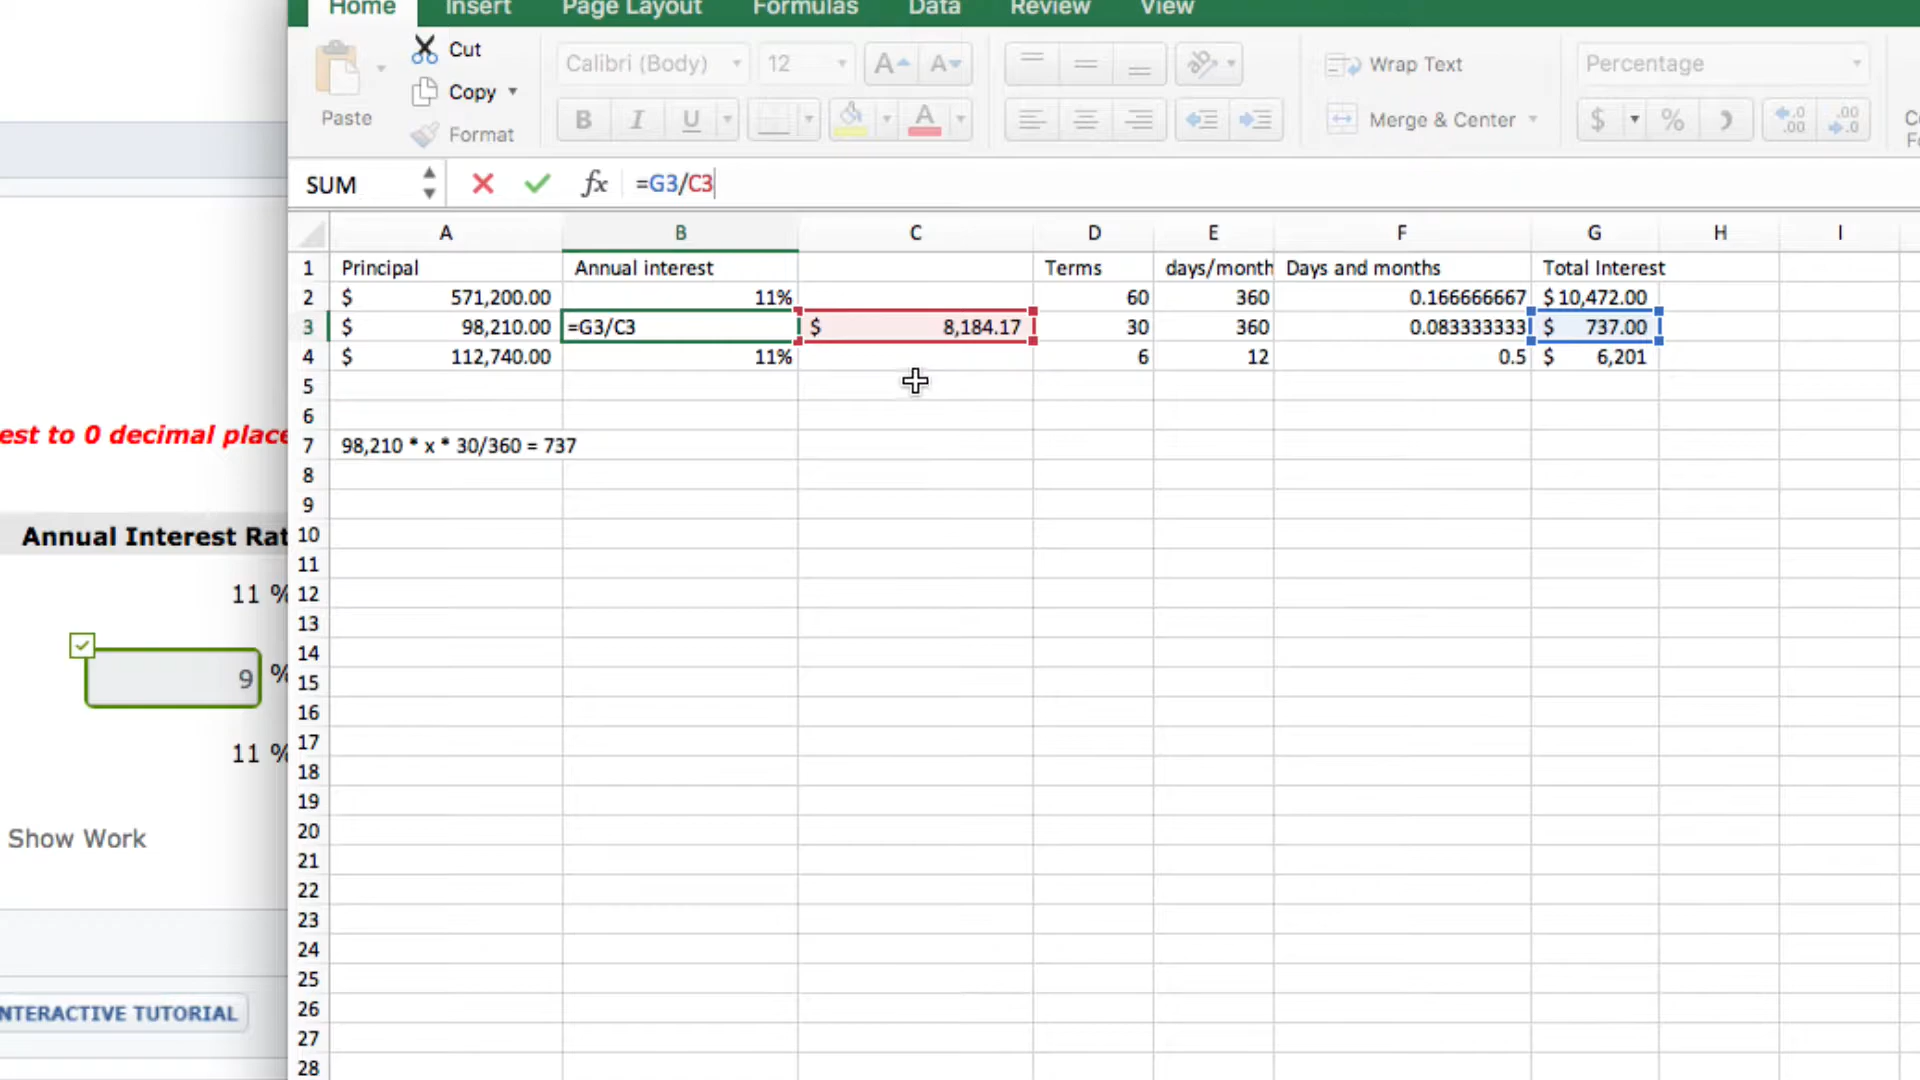 Home Insert Page Layout Formulas Data Review View
Paste
Cut
Copy
Format
Calibri (Body) 12 A A
B I U A
Wrap Text
Merge & Center
Percentage
$ % .00
SUM fx =G3/C3
A B C D E F G H I
1 Principal Annual interest Terms days/month Days and months Total Interest
2 $ 571,200.00 11% 60 360 0.166666667 $ 10,472.00
3 $ 98,210.00 =G3/C3 $ 8,184.17 30 360 0.083333333 $ 737.00
4 $ 112,740.00 11% 6 12 0.5 $ 6,201
5
6
7 98,210 * x * 30/360 = 737
8
9
10
11
12
13
14
15
16
17
18
19
20
21
22
23
24
25
26
27
28
est to 0 decimal place
Annual Interest Rat
11 %
9 %
11 %
Show Work
NTERACTIVE TUTORIAL